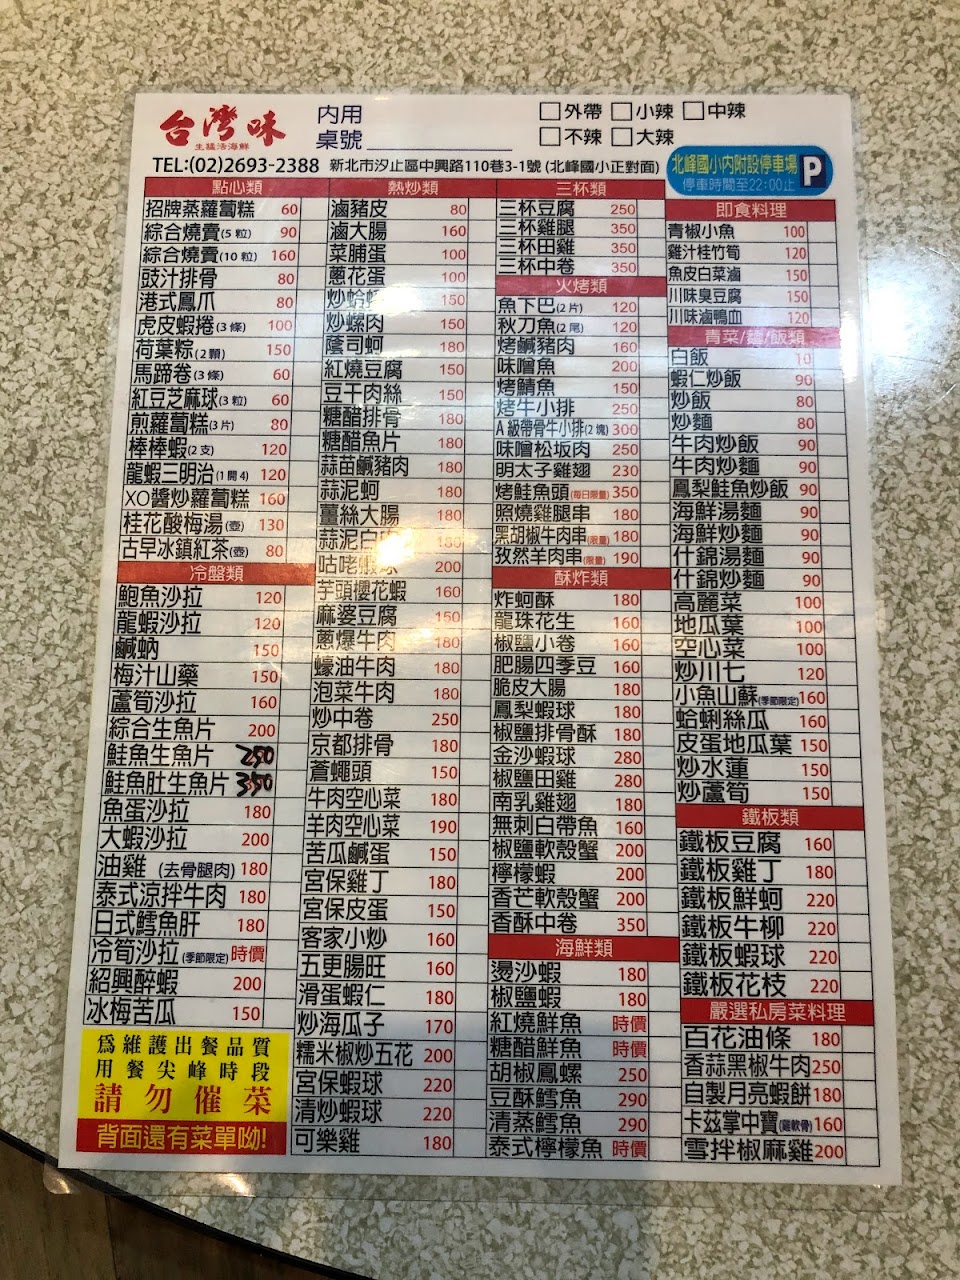 台灣味
生猛活海鮮
內用
桌號
□外帶 □小辣 □中辣
□不辣 □大辣
TEL:(02)2693-2388 新北市汐止區中興路110巷3-1號 (北峰國小正對面)
北峰國小內附設停車場 P
停車時間至22:00止
點心類
招牌蒸蘿蔔糕 60
綜合燒賣(5粒) 90
綜合燒賣(10粒) 160
豉汁排骨 80
港式鳳爪 80
虎皮蝦捲(3條) 100
荷葉粽(2顆) 150
馬蹄卷(3條) 60
紅豆芝麻球(3粒) 60
煎蘿蔔糕(3片) 80
棒棒蝦(2支) 120
龍蝦三明治(1開4) 120
XO醬炒蘿蔔糕 160
桂花酸梅湯(壺) 130
古早冰鎮紅茶(壺) 80
冷盤類
鮑魚沙拉 120
龍蝦沙拉 120
鹹蚋 150
梅汁山藥 150
蘆筍沙拉 160
綜合生魚片 200
鮭魚生魚片 250
鮭魚肚生魚片 350
魚蛋沙拉 180
大蝦沙拉 200
油雞 (去骨腿肉) 180
泰式涼拌牛肉 180
日式鱈魚肝 180
冷筍沙拉(季節限定) 時價
紹興醉蝦 200
冰梅苦瓜 150
為維護出餐品質
用餐尖峰時段
請勿催菜
背面還有菜單呦!
熱炒類
滷豬皮 80
滷大腸 160
菜脯蛋 100
蔥花蛋 100
炒蛤 150
炒螺肉 150
蔭司蚵 180
紅燒豆腐 150
豆干肉絲 150
糖醋排骨 180
糖醋魚片 180
蒜苗鹹豬肉 180
蒜泥蚵 180
薑絲大腸 180
蒜泥白 180
咕咾蝦球 200
芋頭櫻花蝦 160
麻婆豆腐 150
蔥爆牛肉 180
蠔油牛肉 180
泡菜牛肉 180
炒中卷 250
京都排骨 180
蒼蠅頭 150
牛肉空心菜 180
羊肉空心菜 190
苦瓜鹹蛋 150
宮保雞丁 180
宮保皮蛋 150
客家小炒 160
五更腸旺 160
滑蛋蝦仁 180
炒海瓜子 170
糯米椒炒五花 200
宮保蝦球 220
清炒蝦球 220
可樂雞 180
三杯類
三杯豆腐 250
三杯雞腿 350
三杯田雞 350
三杯中卷 350
火烤類
魚下巴(2片) 120
秋刀魚(2尾) 120
烤鹹豬肉 160
味噌魚 200
烤鯖魚 150
烤牛小排 250
A級帶骨牛小排(2塊) 300
味噌松坂肉 250
明太子雞翅 230
烤鮭魚頭(每日限量) 350
照燒雞腿串 180
黑胡椒牛肉串(限量) 180
孜然羊肉串(限量) 190
酥炸類
炸蚵酥 180
龍珠花生 160
椒鹽小卷 160
肥腸四季豆 160
脆皮大腸 180
鳳梨蝦球 180
椒鹽排骨酥 180
金沙蝦球 280
椒鹽田雞 280
南乳雞翅 180
無刺白帶魚 160
椒鹽軟殼蟹 200
檸檬蝦 200
香芒軟殼蟹 200
香酥中卷 350
海鮮類
燙沙蝦 180
椒鹽蝦 180
紅燒鮮魚 時價
糖醋鮮魚 時價
胡椒鳳螺 250
豆酥鱈魚 290
清蒸鱈魚 290
泰式檸檬魚 時價
即食料理
青椒小魚 100
雞汁桂竹筍 120
魚皮白菜滷 150
川味臭豆腐 150
川味滷鴨血 120
青菜/麵/飯類
白飯 10
蝦仁炒飯 90
炒飯 80
炒麵 80
牛肉炒飯 90
牛肉炒麵 90
鳳梨鮭魚炒飯 90
海鮮湯麵 90
海鮮炒麵 90
什錦湯麵 90
什錦炒麵 90
高麗菜 100
地瓜葉 100
空心菜 100
炒川七 120
小魚山蘇(季節限定) 160
蛤蜊絲瓜 160
皮蛋地瓜葉 150
炒水蓮 150
炒蘆筍 150
鐵板類
鐵板豆腐 160
鐵板雞丁 180
鐵板鮮蚵 220
鐵板牛柳 220
鐵板蝦球 220
鐵板花枝 220
嚴選私房菜料理
百花油條 180
香蒜黑椒牛肉 250
自製月亮蝦餅 180
卡茲掌中寶(雞軟骨) 160
雪拌椒麻雞 200